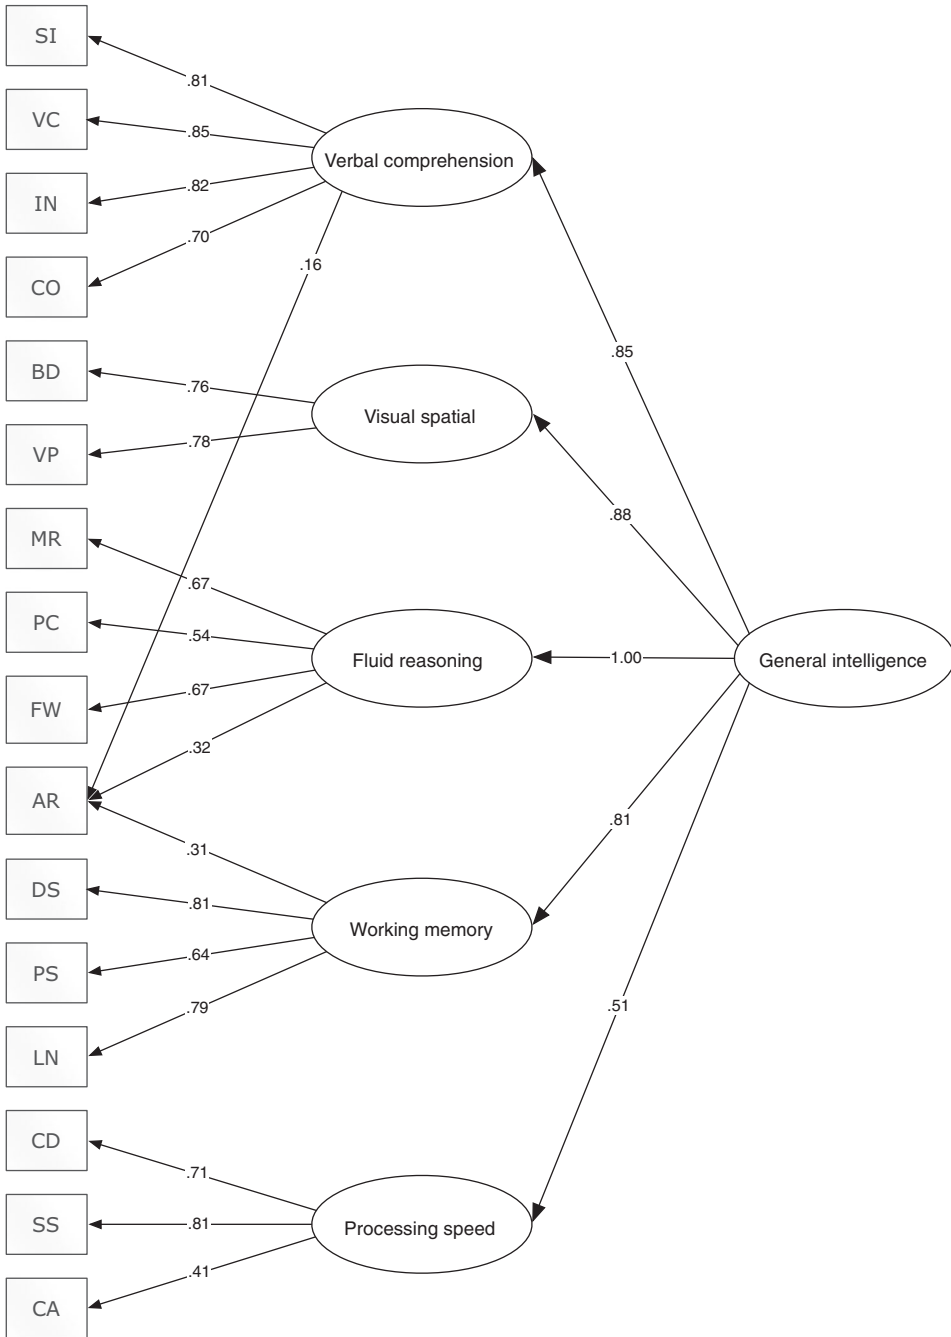 SI
.81
VC
.85
Verbal comprehension
IN
.82
CO
.70
.16
BD
.76
.85
Visual spatial
VP
.78
.88
MR
.67
PC
.54
Fluid reasoning
1.00
General intelligence
FW
.67
.32
AR
.31
.81
DS
.81
Working memory
PS
.64
LN
.79
.51
CD
.71
SS
.81
Processing speed
CA
.41